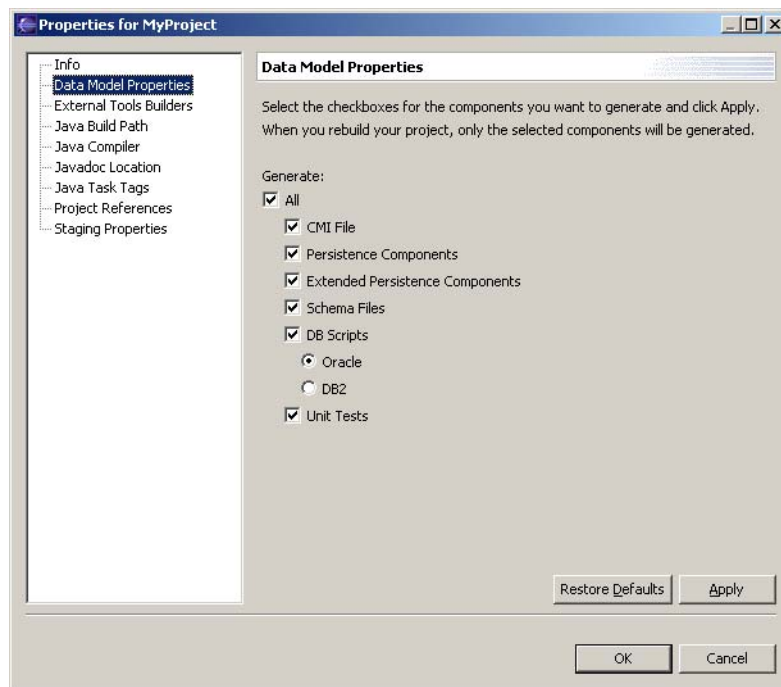 Properties for MyProject
Info
Data Model Properties
External Tools Builders
Java Build Path
Java Compiler
Javadoc Location
Java Task Tags
Project References
Staging Properties
Data Model Properties
Select the checkboxes for the components you want to generate and click Apply.
When you rebuild your project, only the selected components will be generated.
Generate:
All
CMI File
Persistence Components
Extended Persistence Components
Schema Files
DB Scripts
Oracle
DB2
Unit Tests
Restore Defaults
Apply
OK
Cancel